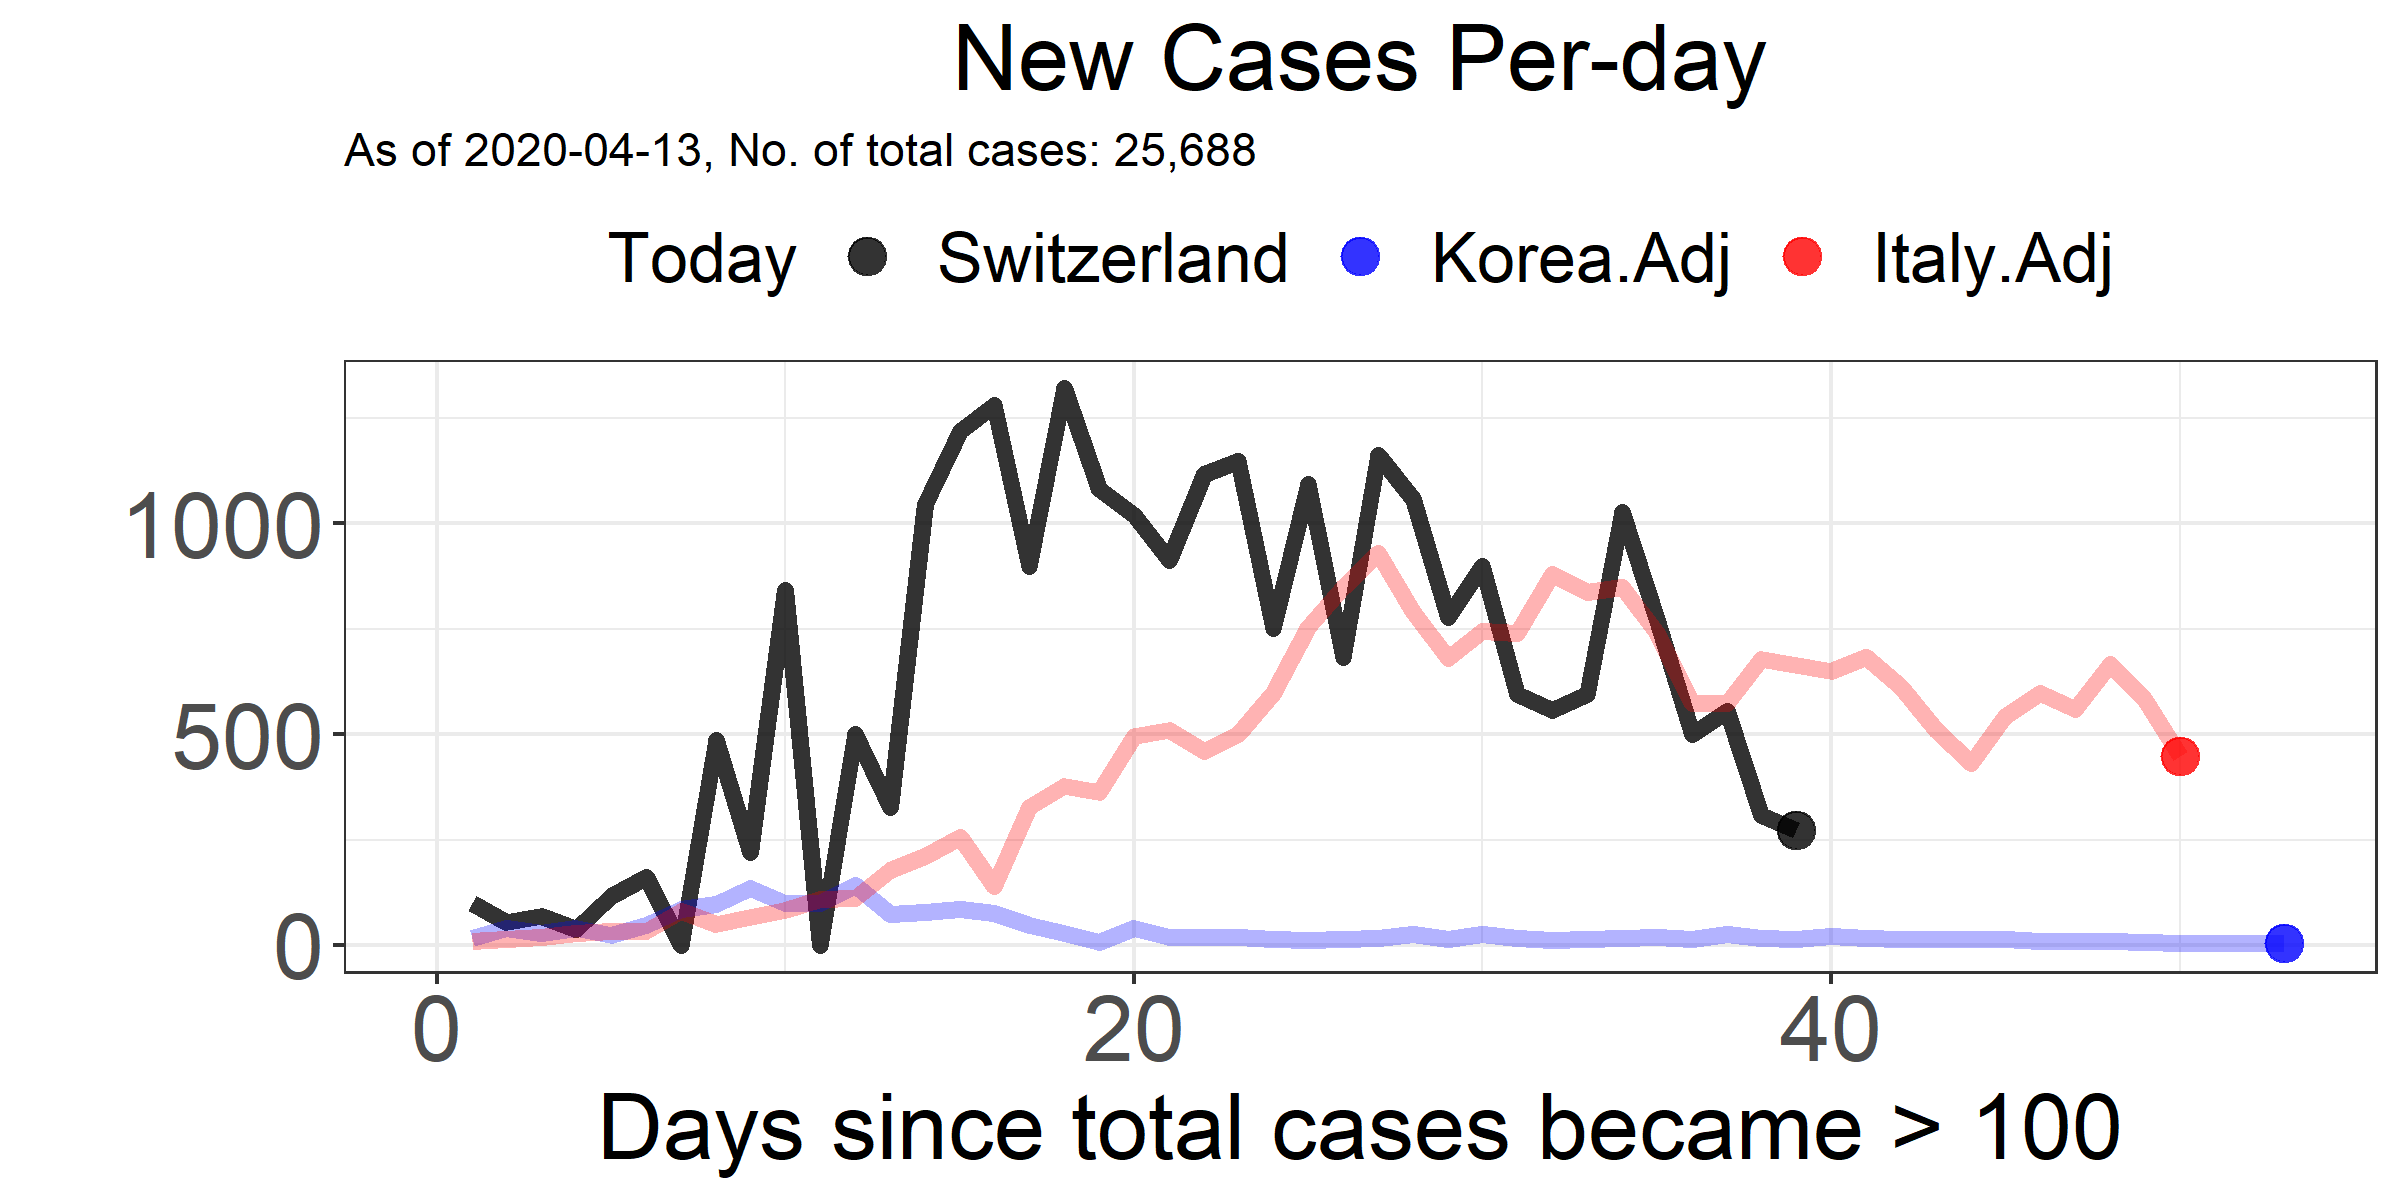 New Cases Per-day
As of 2020-04-13, No. of total cases: 25,688
Today Switzerland Korea.Adj Italy.Adj
1000
500
0
0 20 40
Days since total cases became > 100